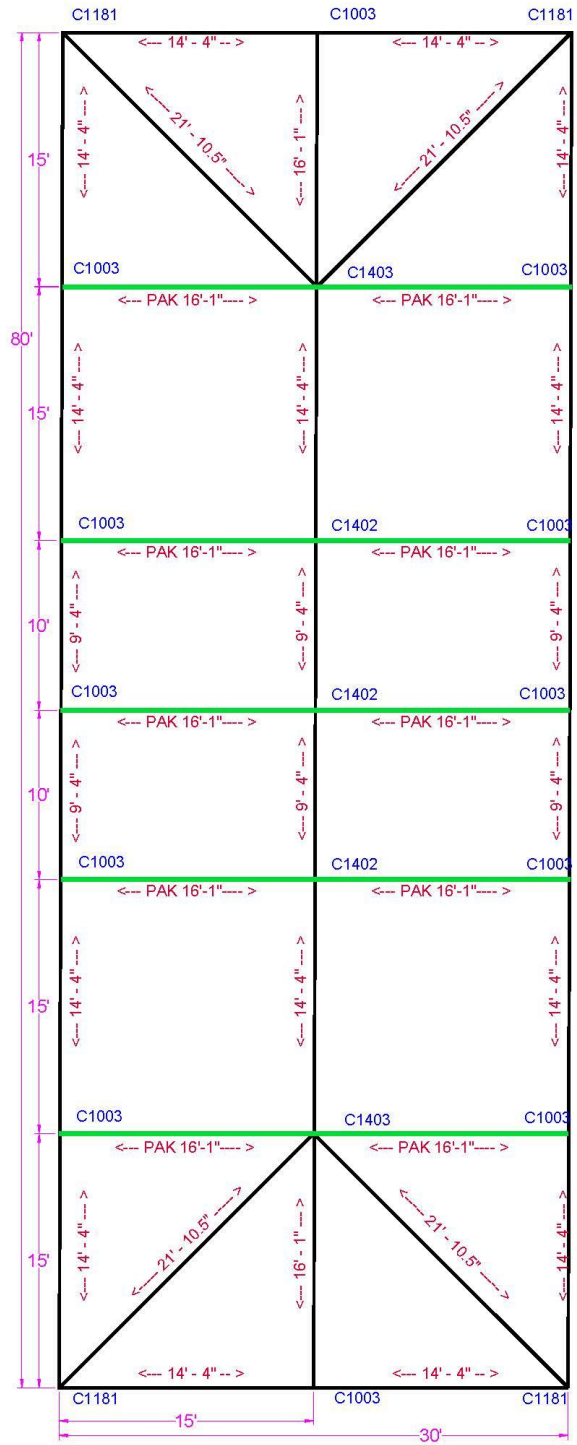 C1181 C1003 C1181
<--- 14' - 4" -- > <--- 14' - 4" -- >
<--- 14' - 4" ---- > <----- 21' - 10.5" ----- > <--- 16' - 1" ---- > <----- 21' - 10.5" ----- > <--- 14' - 4" ---- >
15'
C1003 C1403 C1003
<--- PAK 16'-1"---- > <--- PAK 16'-1"---- >
80'
<--- 14' - 4" ---- > <--- 14' - 4" ---- > <--- 14' - 4" ---- >
15'
C1003 C1402 C1003
<--- PAK 16'-1"---- > <--- PAK 16'-1"---- >
<--- 9' - 4" ---- > <--- 9' - 4" ---- > <--- 9' - 4" ---- >
10'
C1003 C1402 C1003
<--- PAK 16'-1"---- > <--- PAK 16'-1"---- >
<--- 9' - 4" ---- > <--- 9' - 4" ---- > <--- 9' - 4" ---- >
10'
C1003 C1402 C1003
<--- PAK 16'-1"---- > <--- PAK 16'-1"---- >
<--- 14' - 4" ---- > <--- 14' - 4" ---- > <--- 14' - 4" ---- >
15'
C1003 C1403 C1003
<--- PAK 16'-1"---- > <--- PAK 16'-1"---- >
<--- 14' - 4" ---- > <----- 21' - 10.5" ----- > <--- 16' - 1" ---- > <----- 21' - 10.5" ----- > <--- 14' - 4" ---- >
15'
<--- 14' - 4" -- > <--- 14' - 4" -- >
C1181 C1003 C1181
15'
30'